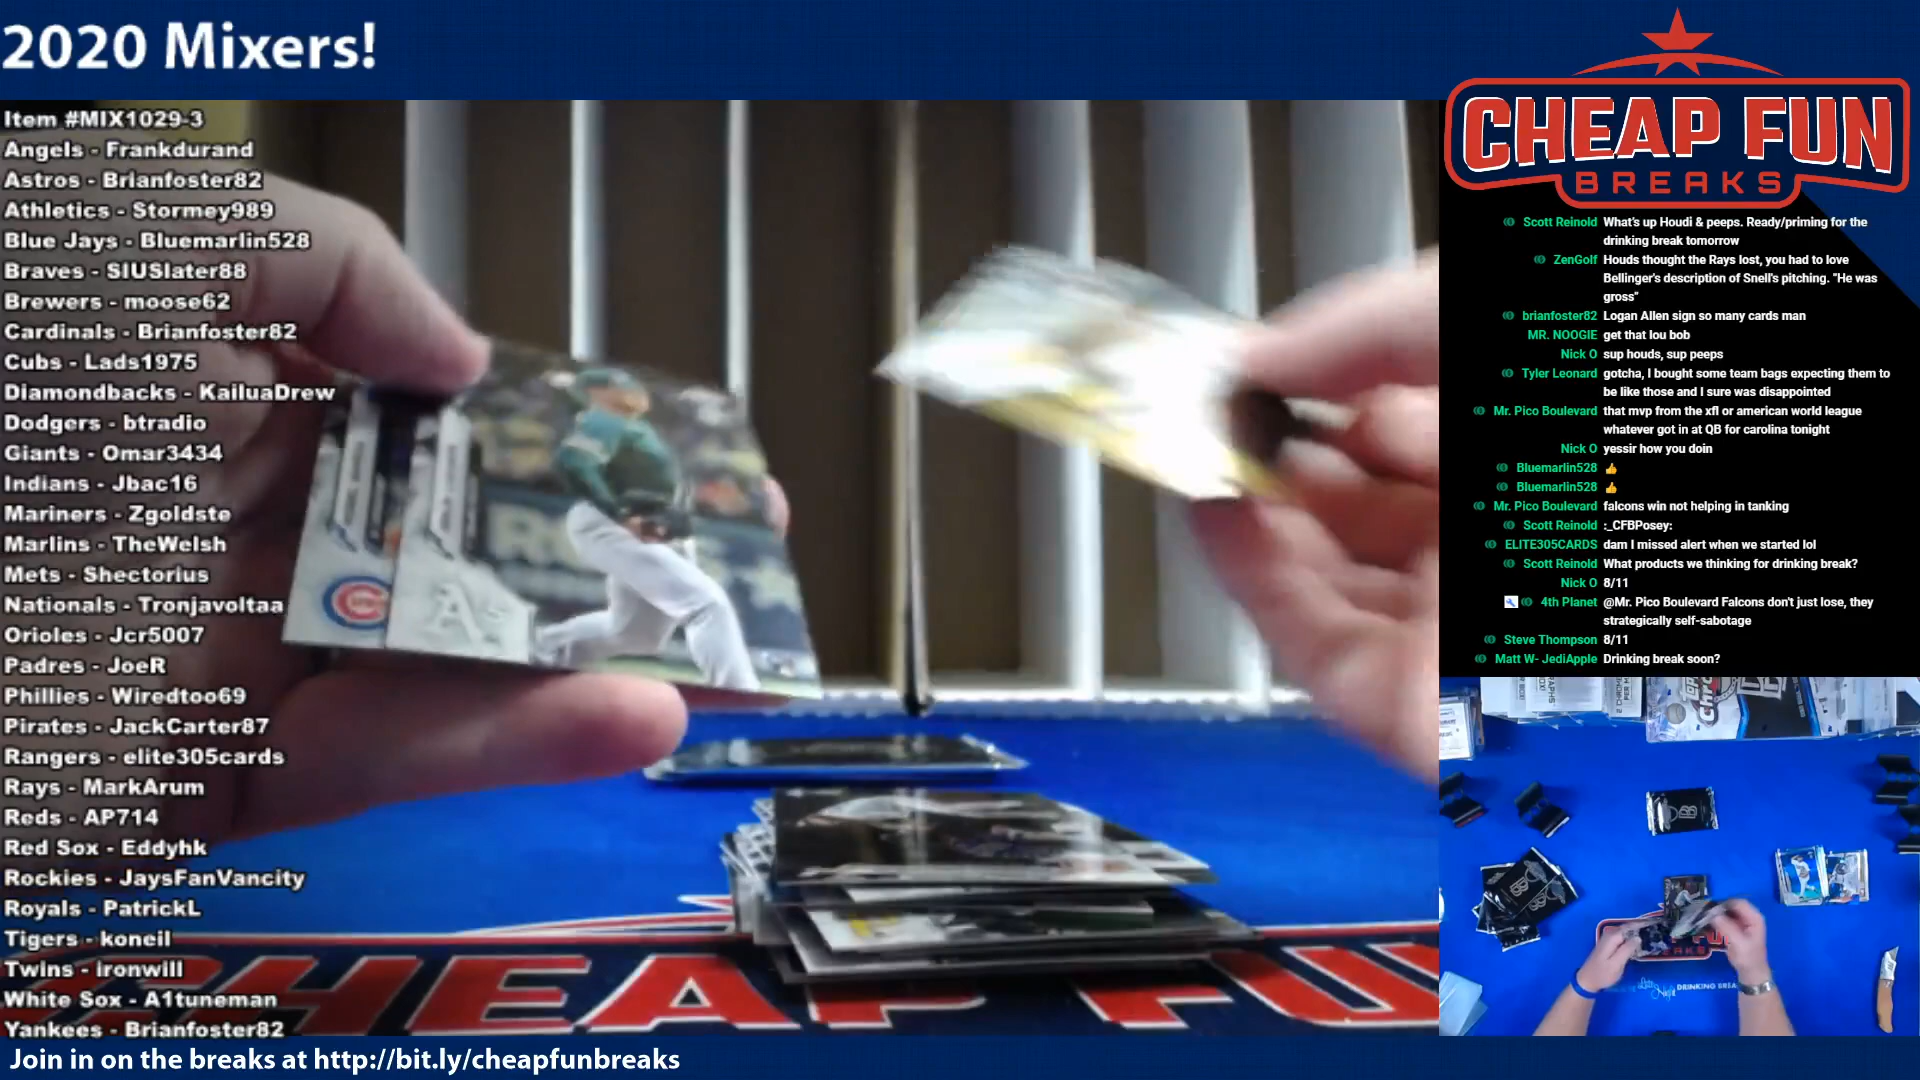 2020 Mixers!
Item #MIX1029-3
Angels - Frankdurand
Astros - Brianfoster82
Athletics - Stormey989
Blue Jays - Bluemarlin528
Braves - SIUSlater88
Brewers - moose62
Cardinals - Brianfoster82
Cubs - Lads1975
Diamondbacks - KailuaDrew
Dodgers - btradio
Giants - Omar3434
Indians - Jbac16
Mariners - Zgoldste
Marlins - TheWelsh
Mets - Shectorius
Nationals - Tronjavoltaa
Orioles - Jcr5007
Padres - JoeR
Phillies - Wiredtoo69
Pirates - JackCarter87
Rangers - elite305cards
Rays - MarkArum
Reds - AP714
Red Sox - Eddyhk
Rockies - JaysFanVancity
Royals - PatrickL
Tigers - koneil
Twins - ironwill
White Sox - A1tuneman
Yankees - Brianfoster82
Join in on the breaks at http://bit.ly/cheapfunbreaks
A's
CHEAP FU
CHEAP FUN
BREAKS
Scott Reinold What's up Houdi & peeps. Ready/priming for the
drinking break tomorrow
ZenGolf Houds thought the Rays lost, you had to love
Bellinger's description of Snell's pitching. "He was
gross"
brianfoster82 Logan Allen sign so many cards man
MR. NOOGIE get that lou bob
Nick O sup houds, sup peeps
Tyler Leonard gotcha, I bought some team bags expecting them to
be like those and I sure was disappointed
Mr. Pico Boulevard that mvp from the xfl or american world league
whatever got in at QB for carolina tonight
Nick O yessir how you doin
Bluemarlin528 👍
Bluemarlin528 👍
Mr. Pico Boulevard falcons win not helping in tanking
Scott Reinold :_CFBPosey:
ELITE305CARDS dam I missed alert when we started lol
Scott Reinold What products we thinking for drinking break?
Nick O 8/11
4th Planet @Mr. Pico Boulevard Falcons don't just lose, they
strategically self-sabotage
Steve Thompson 8/11
Matt W- JediApple Drinking break soon?
BREAKS
Late Night DRINKING BREA